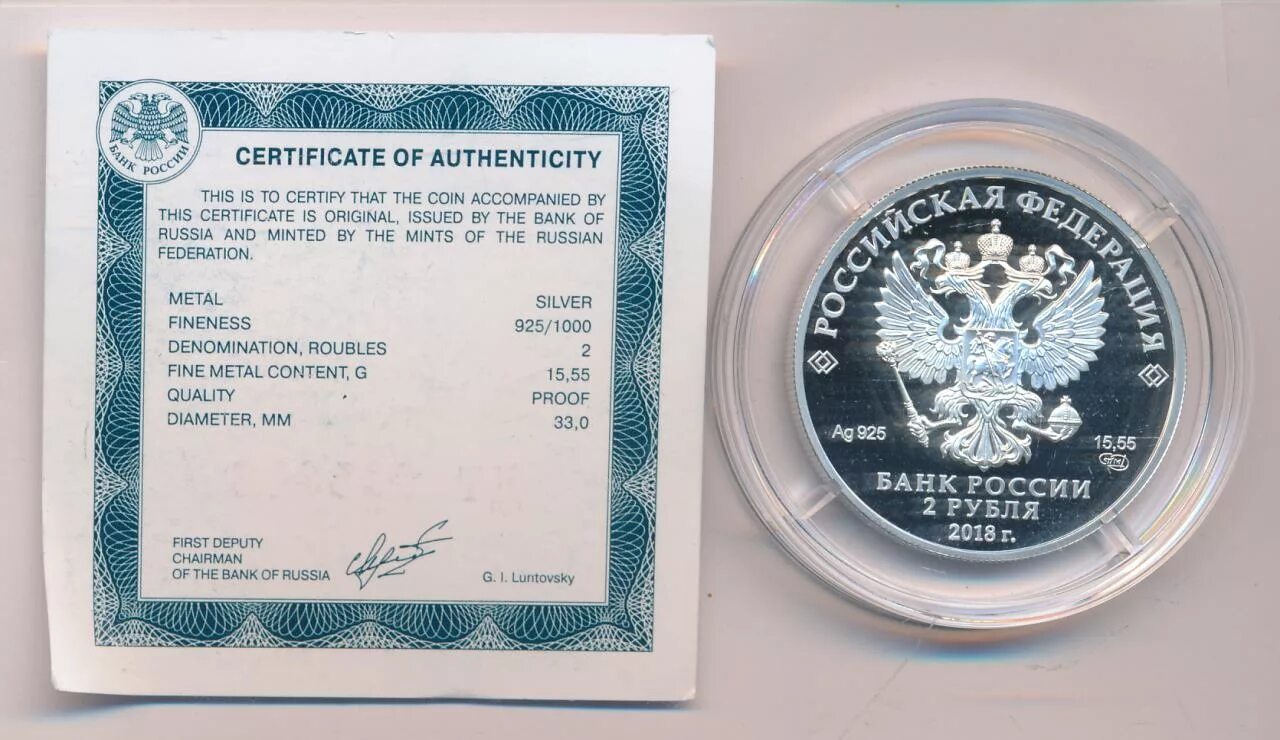 БАНК РОССИИ
CERTIFICATE OF AUTHENTICITY
THIS IS TO CERTIFY THAT THE COIN ACCOMPANIED BY
THIS CERTIFICATE IS ORIGINAL, ISSUED BY THE BANK OF
RUSSIA AND MINTED BY THE MINTS OF THE RUSSIAN
FEDERATION.
METAL SILVER
FINENESS 925/1000
DENOMINATION, ROUBLES 2
FINE METAL CONTENT, G 15,55
QUALITY PROOF
DIAMETER, MM 33,0
FIRST DEPUTY
CHAIRMAN
OF THE BANK OF RUSSIA
G. I. Luntovsky
РОССИЙСКАЯ ФЕДЕРАЦИЯ
Ag 925
15,55
БАНК РОССИИ
2 РУБЛЯ
2018 г.